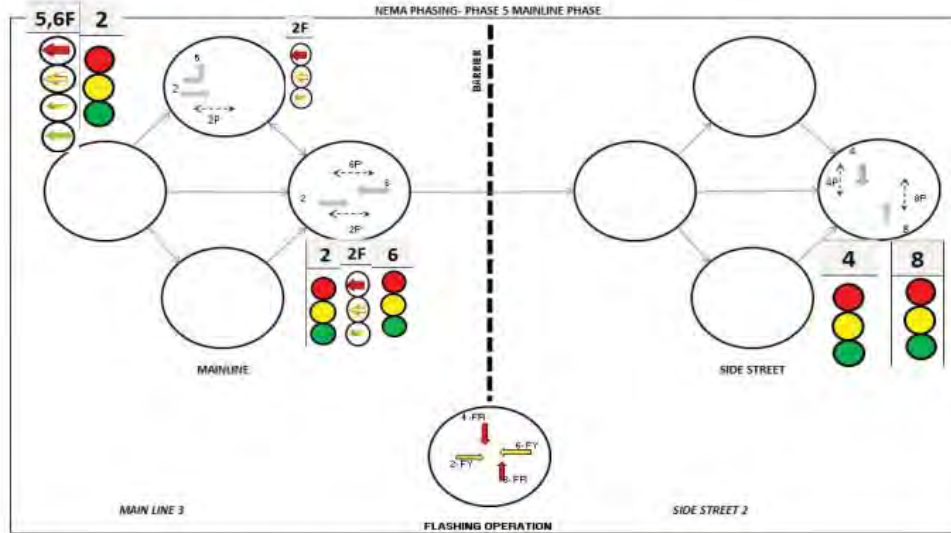 NEMA PHASING- PHASE 5 MAINLINE PHASE
5,6F 2
2F
5
2
2P
BARRIER
6P
6
2
2P
4
4P
8P
8
2 2F 6
4 8
MAINLINE
SIDE STREET
4-FR
6-FY
2-FY
8-FR
MAIN LINE 3
SIDE STREET 2
FLASHING OPERATION